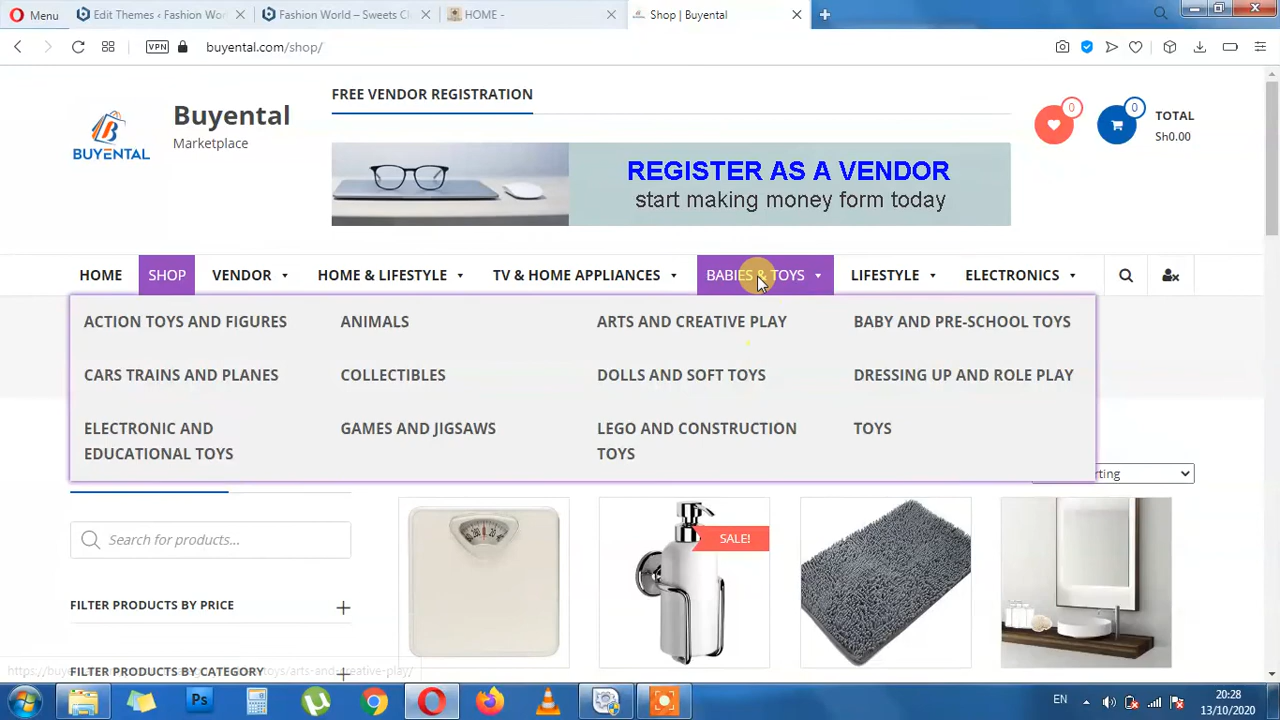 Menu
Edit Themes ‹ Fashion Wor
Fashion World – Sweets Cl
HOME -
Shop | Buyental
VPN
buyental.com/shop/
BUYENTAL
Buyental
Marketplace
FREE VENDOR REGISTRATION
REGISTER AS A VENDOR
start making money form today
0
0
TOTAL
Sh0.00
HOME
SHOP
VENDOR
HOME & LIFESTYLE
TV & HOME APPLIANCES
BABIES & TOYS
LIFESTYLE
ELECTRONICS
ACTION TOYS AND FIGURES
ANIMALS
ARTS AND CREATIVE PLAY
BABY AND PRE-SCHOOL TOYS
CARS TRAINS AND PLANES
COLLECTIBLES
DOLLS AND SOFT TOYS
DRESSING UP AND ROLE PLAY
ELECTRONIC AND
EDUCATIONAL TOYS
GAMES AND JIGSAWS
LEGO AND CONSTRUCTION
TOYS
TOYS
rting
Search for products...
SALE!
FILTER PRODUCTS BY PRICE
FILTER PRODUCTS BY CATEGORY
Ps
EN
20:28
13/10/2020